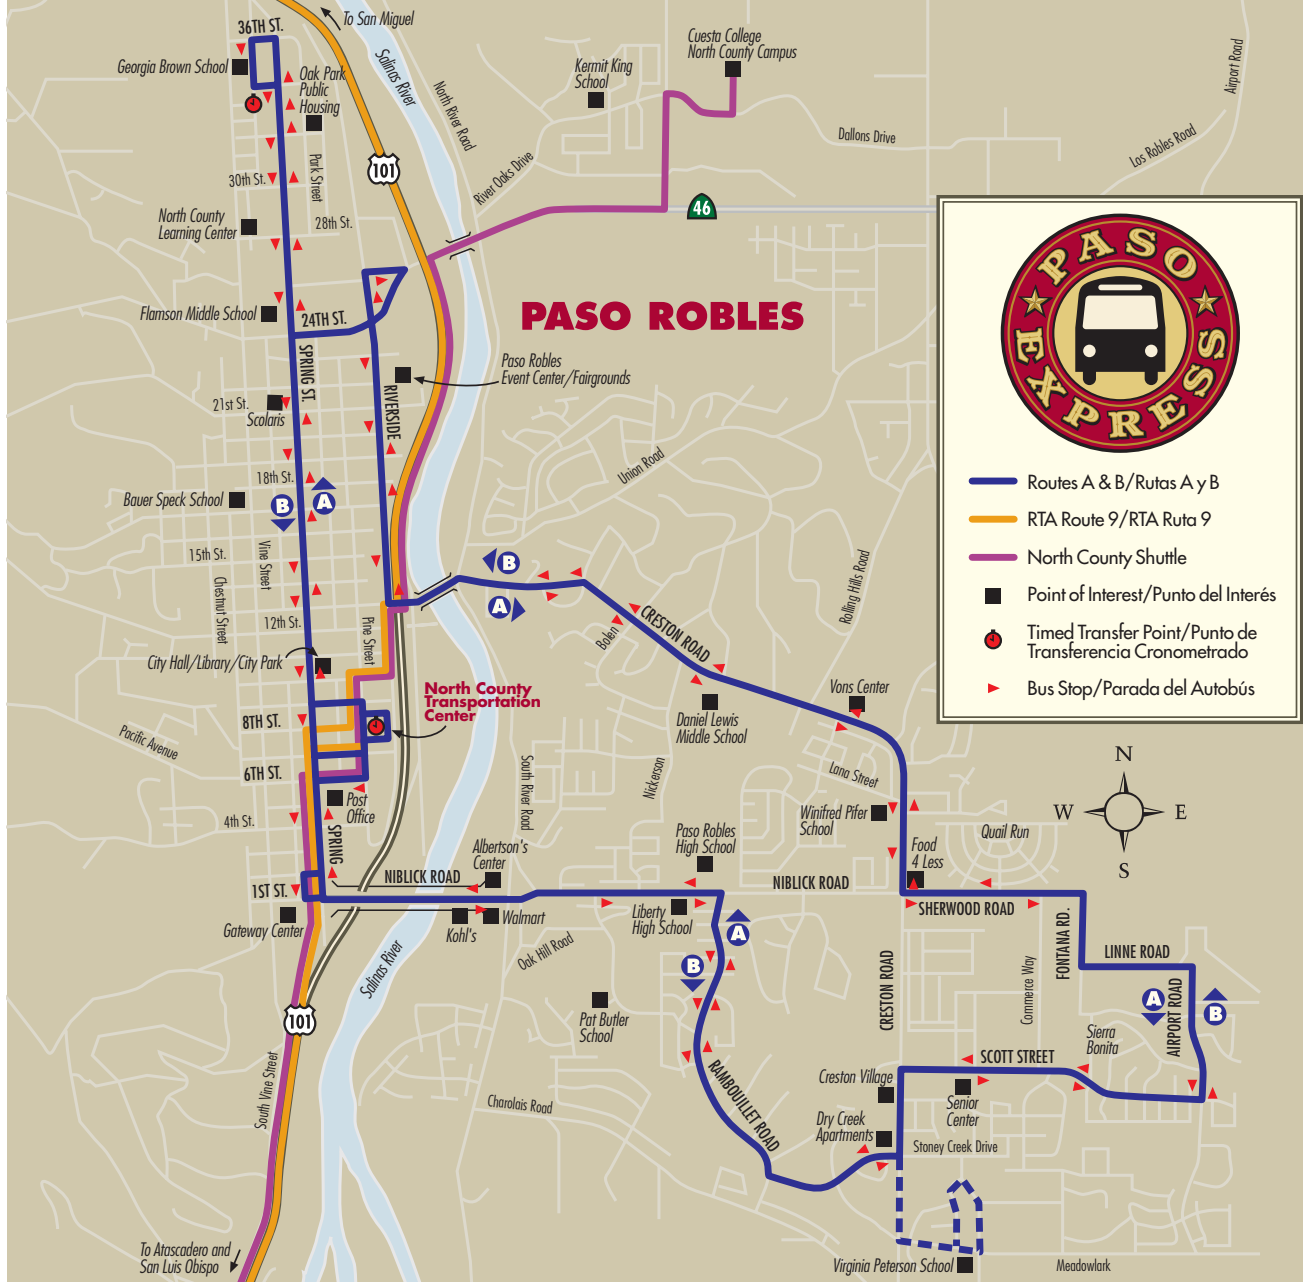 36TH ST.
To San Miguel
Georgia Brown School
Oak Park
Public
Housing
Salinas River
North River Road
Kermit King
School
Cuesta College
North County Campus
Airport Road
Dallons Drive
Las Robles Road
101
River Oaks Drive
30th St.
Park Street
46
North County
Learning Center
28th St.
Flamson Middle School
24TH ST.
PASO ROBLES
SPRING ST.
Paso Robles
Event Center/Fairgrounds
RIVERSIDE
21st St.
Scolaris
18th St.
Union Road
Bauer Speck School
B
A
15th St.
Vine Street
Chestnut Street
12th St.
Pine Street
B
A
Bolen
CRESTON ROAD
Rolling Hills Road
City Hall/Library/City Park
North County
Transportation
Center
8TH ST.
Pacific Avenue
6TH ST.
Post
Office
4th St.
SPRING
South River Road
Nickerson
Daniel Lewis
Middle School
Vons Center
Lana Street
Winifred Pifer
School
Food
4 Less
Quail Run
Paso Robles
High School
Albertson's
Center
NIBLICK ROAD
NIBLICK ROAD
1ST ST.
Gateway Center
Kohl's
Walmart
Liberty
High School
SHERWOOD ROAD
FONTANA RD.
LINNE ROAD
A
B
Oak Hill Road
Salinas River
CRESTON ROAD
Commerce Way
AIRPORT ROAD
A
B
101
Pat Butler
School
Sierra
Bonita
SCOTT STREET
RAMBOUILLET ROAD
Creston Village
Senior
Center
South Vine Street
Charolais Road
Dry Creek
Apartments
Stoney Creek Drive
To Atascadero and
San Luis Obispo
Virginia Peterson School
Meadowlark
PASO
EXPRESS
Routes A & B/Rutas A y B
RTA Route 9/RTA Ruta 9
North County Shuttle
Point of Interest/Punto del Interés
Timed Transfer Point/Punto de
Transferencia Cronometrado
Bus Stop/Parada del Autobús
N
W
E
S